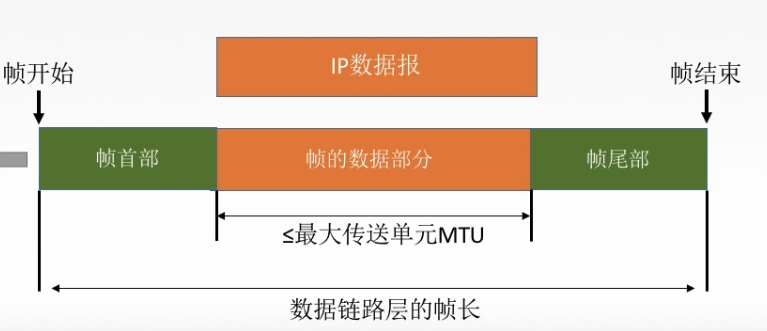 IP数据报
帧开始
帧结束
帧首部
帧的数据部分
帧尾部
≤最大传送单元MTU
数据链路层的帧长